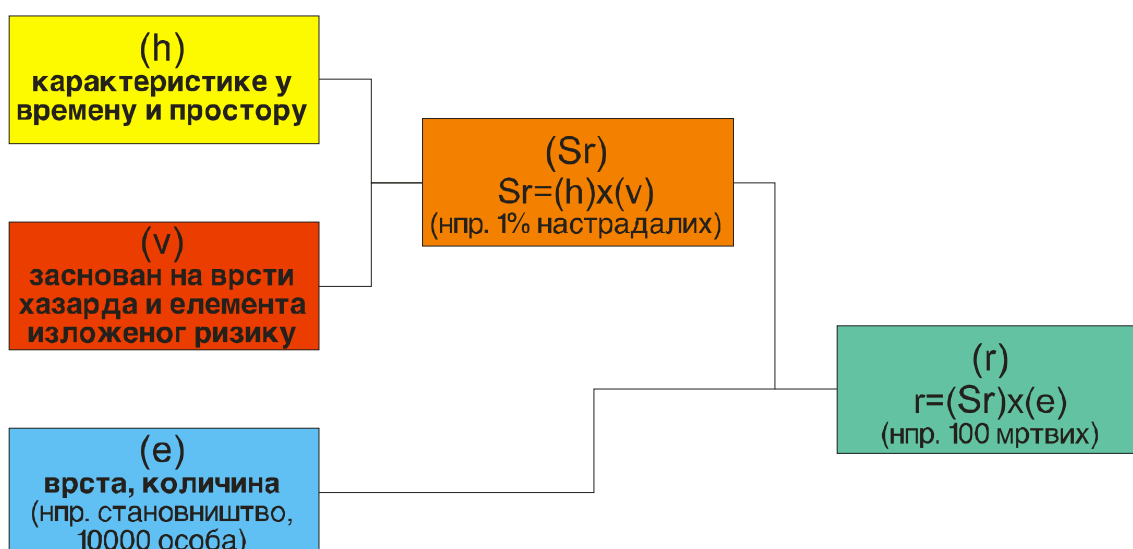 (h)
карактеристике у
времену и простору
(Sr)
Sr=(h)x(v)
(нпр. 1% настрадалих)
(v)
заснован на врсти
хазарда и елемента
изложеног ризику
(r)
r=(Sr)x(e)
(нпр. 100 мртвих)
(e)
врста, количина
(нпр. становништво,
10000 особа)